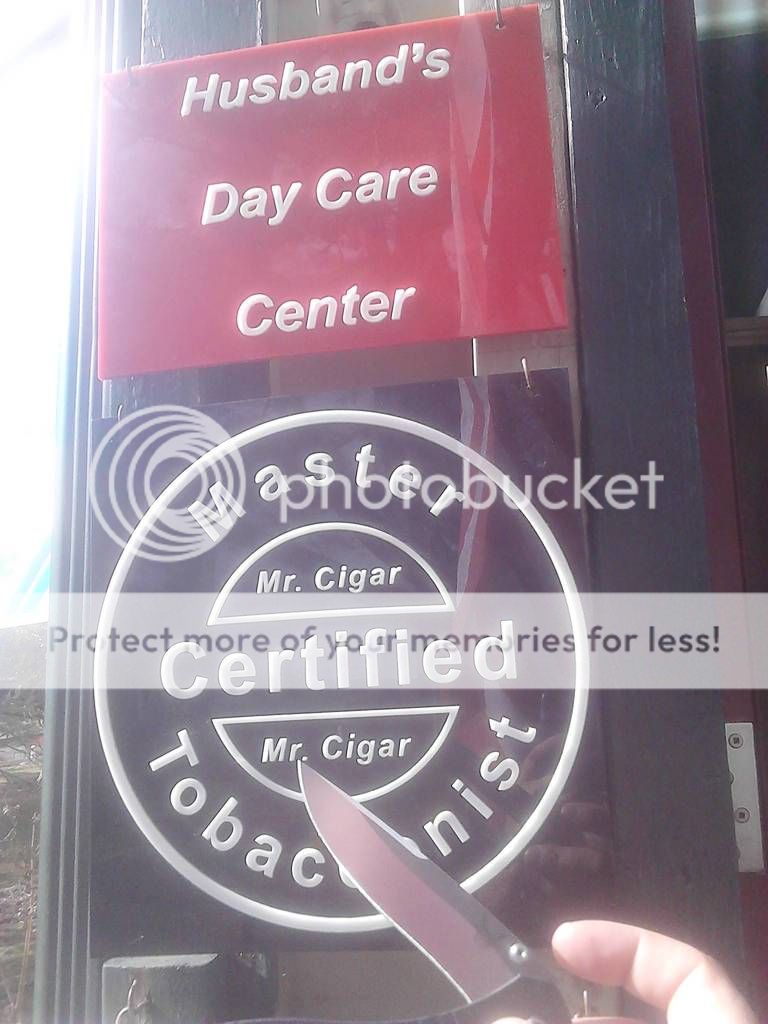 Husband's
Day Care
Center
Master
photobucket
Mr. Cigar
Protect more of your memories for less!
Certified
Mr. Cigar
Tobacconist